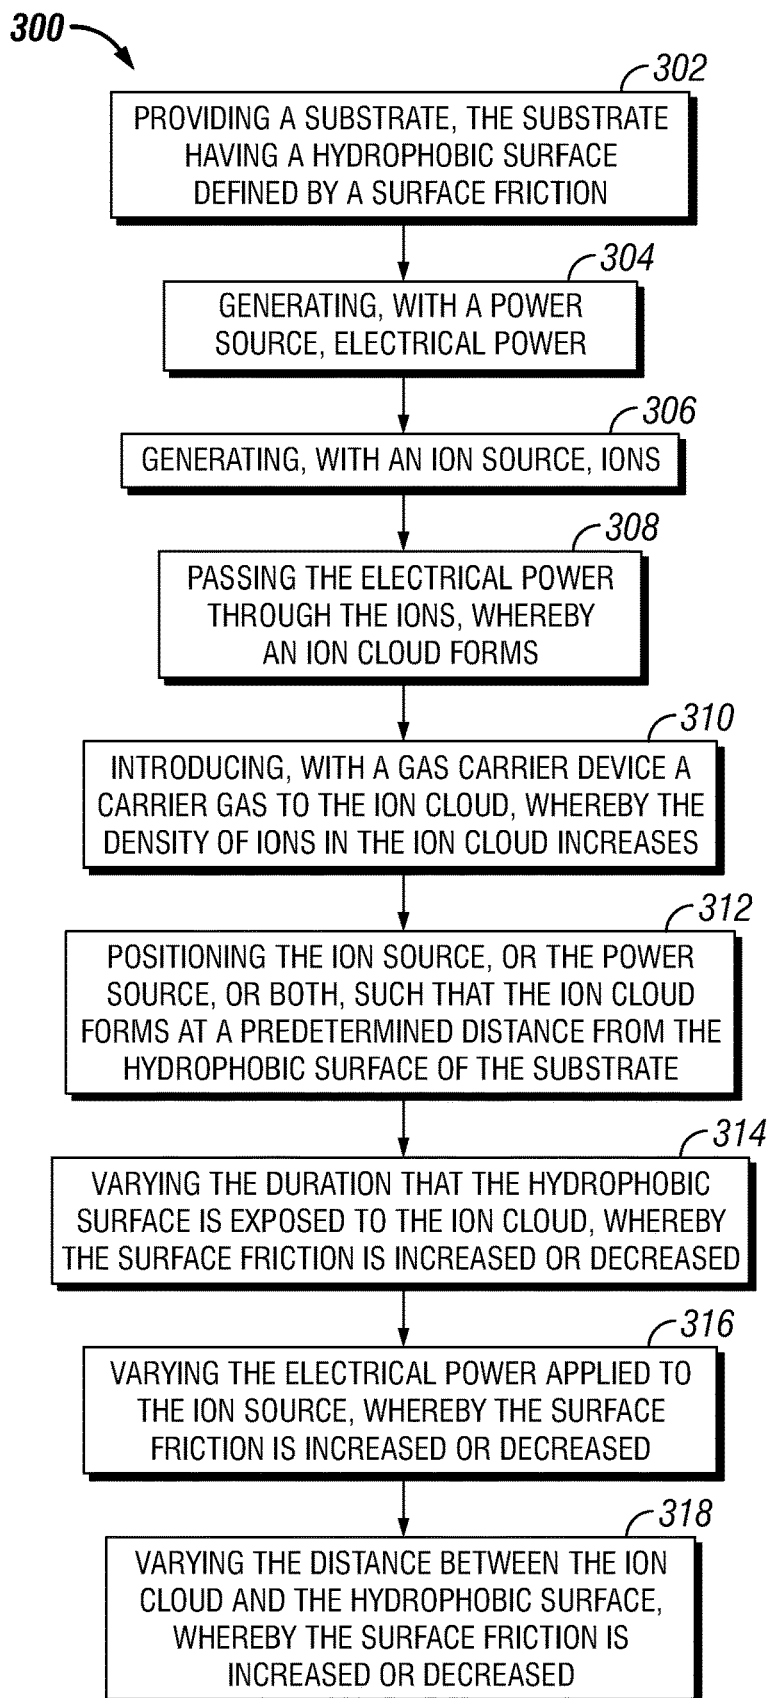 300
302
PROVIDING A SUBSTRATE, THE SUBSTRATE
HAVING A HYDROPHOBIC SURFACE
DEFINED BY A SURFACE FRICTION
304
GENERATING, WITH A POWER
SOURCE, ELECTRICAL POWER
306
GENERATING, WITH AN ION SOURCE, IONS
308
PASSING THE ELECTRICAL POWER
THROUGH THE IONS, WHEREBY
AN ION CLOUD FORMS
310
INTRODUCING, WITH A GAS CARRIER DEVICE A
CARRIER GAS TO THE ION CLOUD, WHEREBY THE
DENSITY OF IONS IN THE ION CLOUD INCREASES
312
POSITIONING THE ION SOURCE, OR THE POWER
SOURCE, OR BOTH, SUCH THAT THE ION CLOUD
FORMS AT A PREDETERMINED DISTANCE FROM THE
HYDROPHOBIC SURFACE OF THE SUBSTRATE
314
VARYING THE DURATION THAT THE HYDROPHOBIC
SURFACE IS EXPOSED TO THE ION CLOUD, WHEREBY
THE SURFACE FRICTION IS INCREASED OR DECREASED
316
VARYING THE ELECTRICAL POWER APPLIED TO
THE ION SOURCE, WHEREBY THE SURFACE
FRICTION IS INCREASED OR DECREASED
318
VARYING THE DISTANCE BETWEEN THE ION
CLOUD AND THE HYDROPHOBIC SURFACE,
WHEREBY THE SURFACE FRICTION IS
INCREASED OR DECREASED